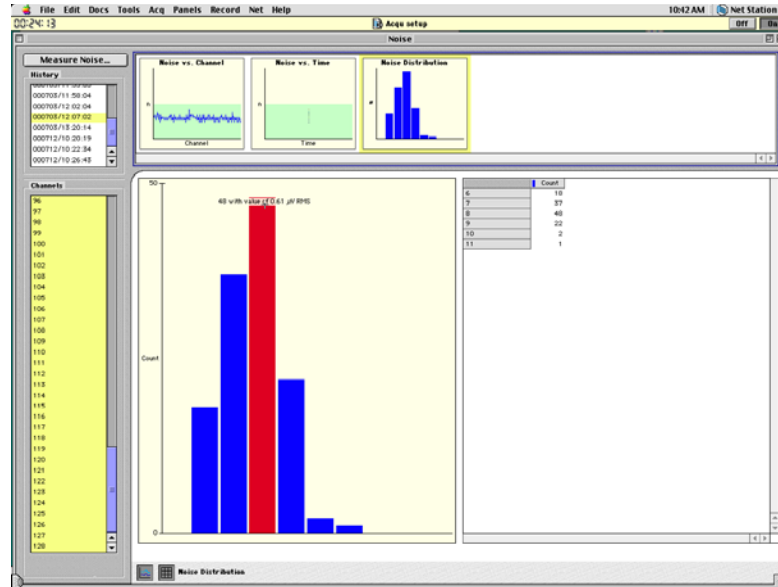 File Edit Docs Tools Acq Panels Record Net Help 10:42 AM Net Station
00:24:13 Acqu setup Off On
Noise
Measure Noise...
History
000703/11:58:04
000703/12:02:04
000703/12:07:02
000703/13:20:14
000712/10:20:19
000712/10:22:34
000712/10:26:43
Noise vs. Channel
n
Channel
Noise vs. Time
n
Time
Noise Distribution
#
n
Channels
96
97
98
99
100
101
102
103
104
105
106
107
108
109
110
111
112
113
114
115
116
117
118
119
120
121
122
123
124
125
126
127
128
50
48 with value of 0.61 µV RMS
Count
0
Count
6 18
7 37
8 48
9 22
10 2
11 1
Noise Distribution